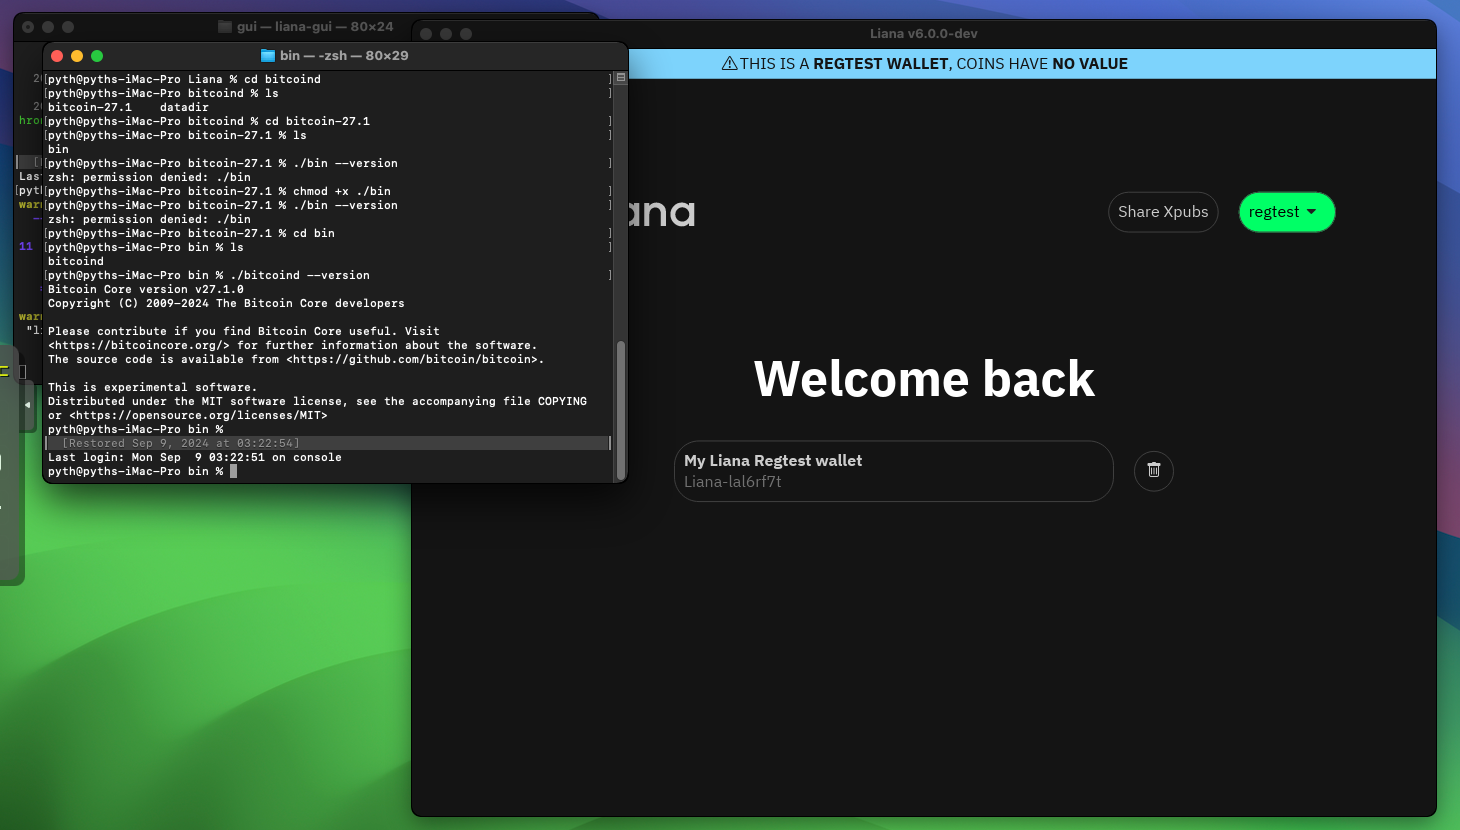 gui — liana-gui — 80×24
Liana v6.0.0-dev
bin — -zsh — 80×29
[pyth@pyths-iMac-Pro Liana % cd bitcoind ]
[pyth@pyths-iMac-Pro bitcoind % ls ]
bitcoin-27.1    datadir
[pyth@pyths-iMac-Pro bitcoind % cd bitcoin-27.1 ]
[pyth@pyths-iMac-Pro bitcoin-27.1 % ls ]
bin
[pyth@pyths-iMac-Pro bitcoin-27.1 % ./bin --version ]
zsh: permission denied: ./bin
[pyth@pyths-iMac-Pro bitcoin-27.1 % chmod +x ./bin ]
[pyth@pyths-iMac-Pro bitcoin-27.1 % ./bin --version ]
zsh: permission denied: ./bin
[pyth@pyths-iMac-Pro bitcoin-27.1 % cd bin ]
[pyth@pyths-iMac-Pro bin % ls ]
bitcoind
[pyth@pyths-iMac-Pro bin % ./bitcoind --version ]
Bitcoin Core version v27.1.0
Copyright (C) 2009-2024 The Bitcoin Core developers
Please contribute if you find Bitcoin Core useful. Visit
<https://bitcoincore.org/> for further information about the software.
The source code is available from <https://github.com/bitcoin/bitcoin>.
This is experimental software.
Distributed under the MIT software license, see the accompanying file COPYING
or <https://opensource.org/licenses/MIT>
pyth@pyths-iMac-Pro bin %
[Restored Sep 9, 2024 at 03:22:54]
Last login: Mon Sep  9 03:22:51 on console
pyth@pyths-iMac-Pro bin %
20
20
hron
Las
[pyt
war
--
11
war
"l
⚠THIS IS A REGTEST WALLET, COINS HAVE NO VALUE
ana
Share Xpubs
regtest
Welcome back
My Liana Regtest wallet
Liana-lal6rf7t